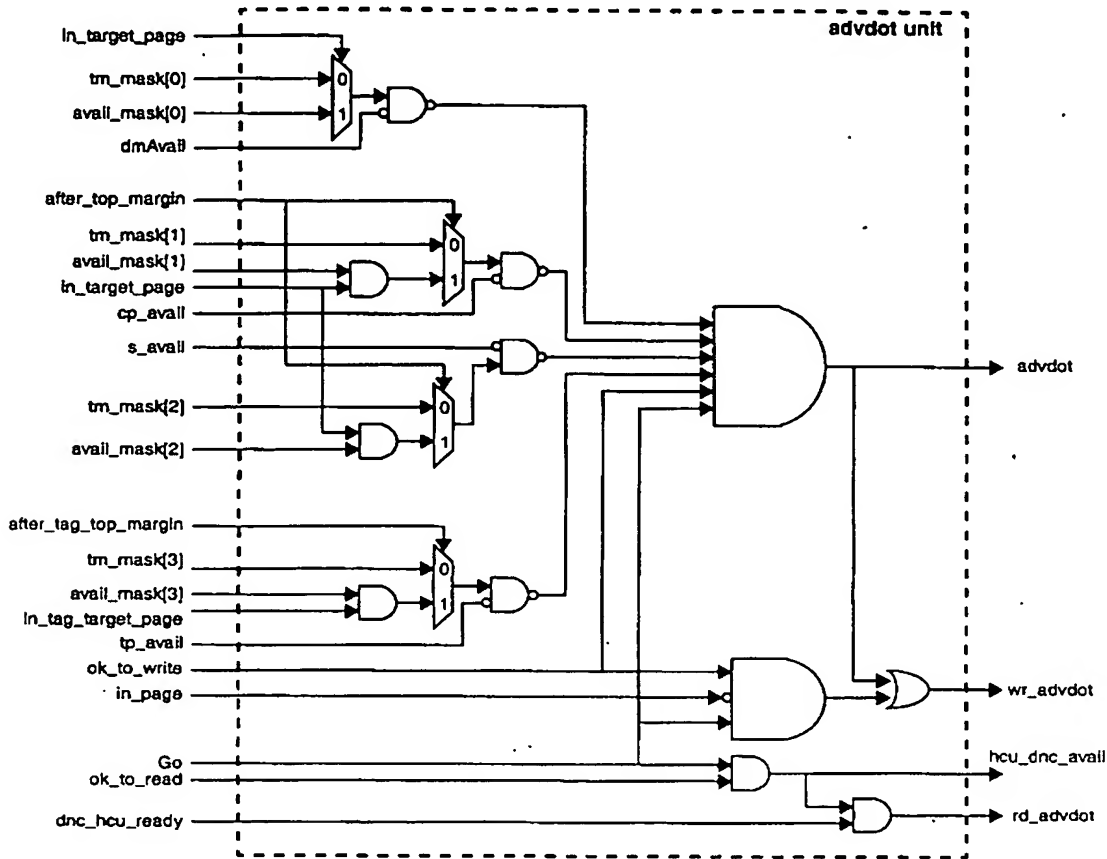 advdot unit
in_target_page
tm_mask[0]
0
avail_mask[0]
1
dmAvail
after_top_margin
tm_mask[1]
0
avail_mask[1]
1
in_target_page
cp_avail
s_avail
advdot
tm_mask[2]
0
avail_mask[2]
1
after_tag_top_margin
tm_mask[3]
0
avail_mask[3]
1
in_tag_target_page
tp_avail
ok_to_write
in_page
wr_advdot
Go
hcu_dnc_avail
ok_to_read
dnc_hcu_ready
rd_advdot